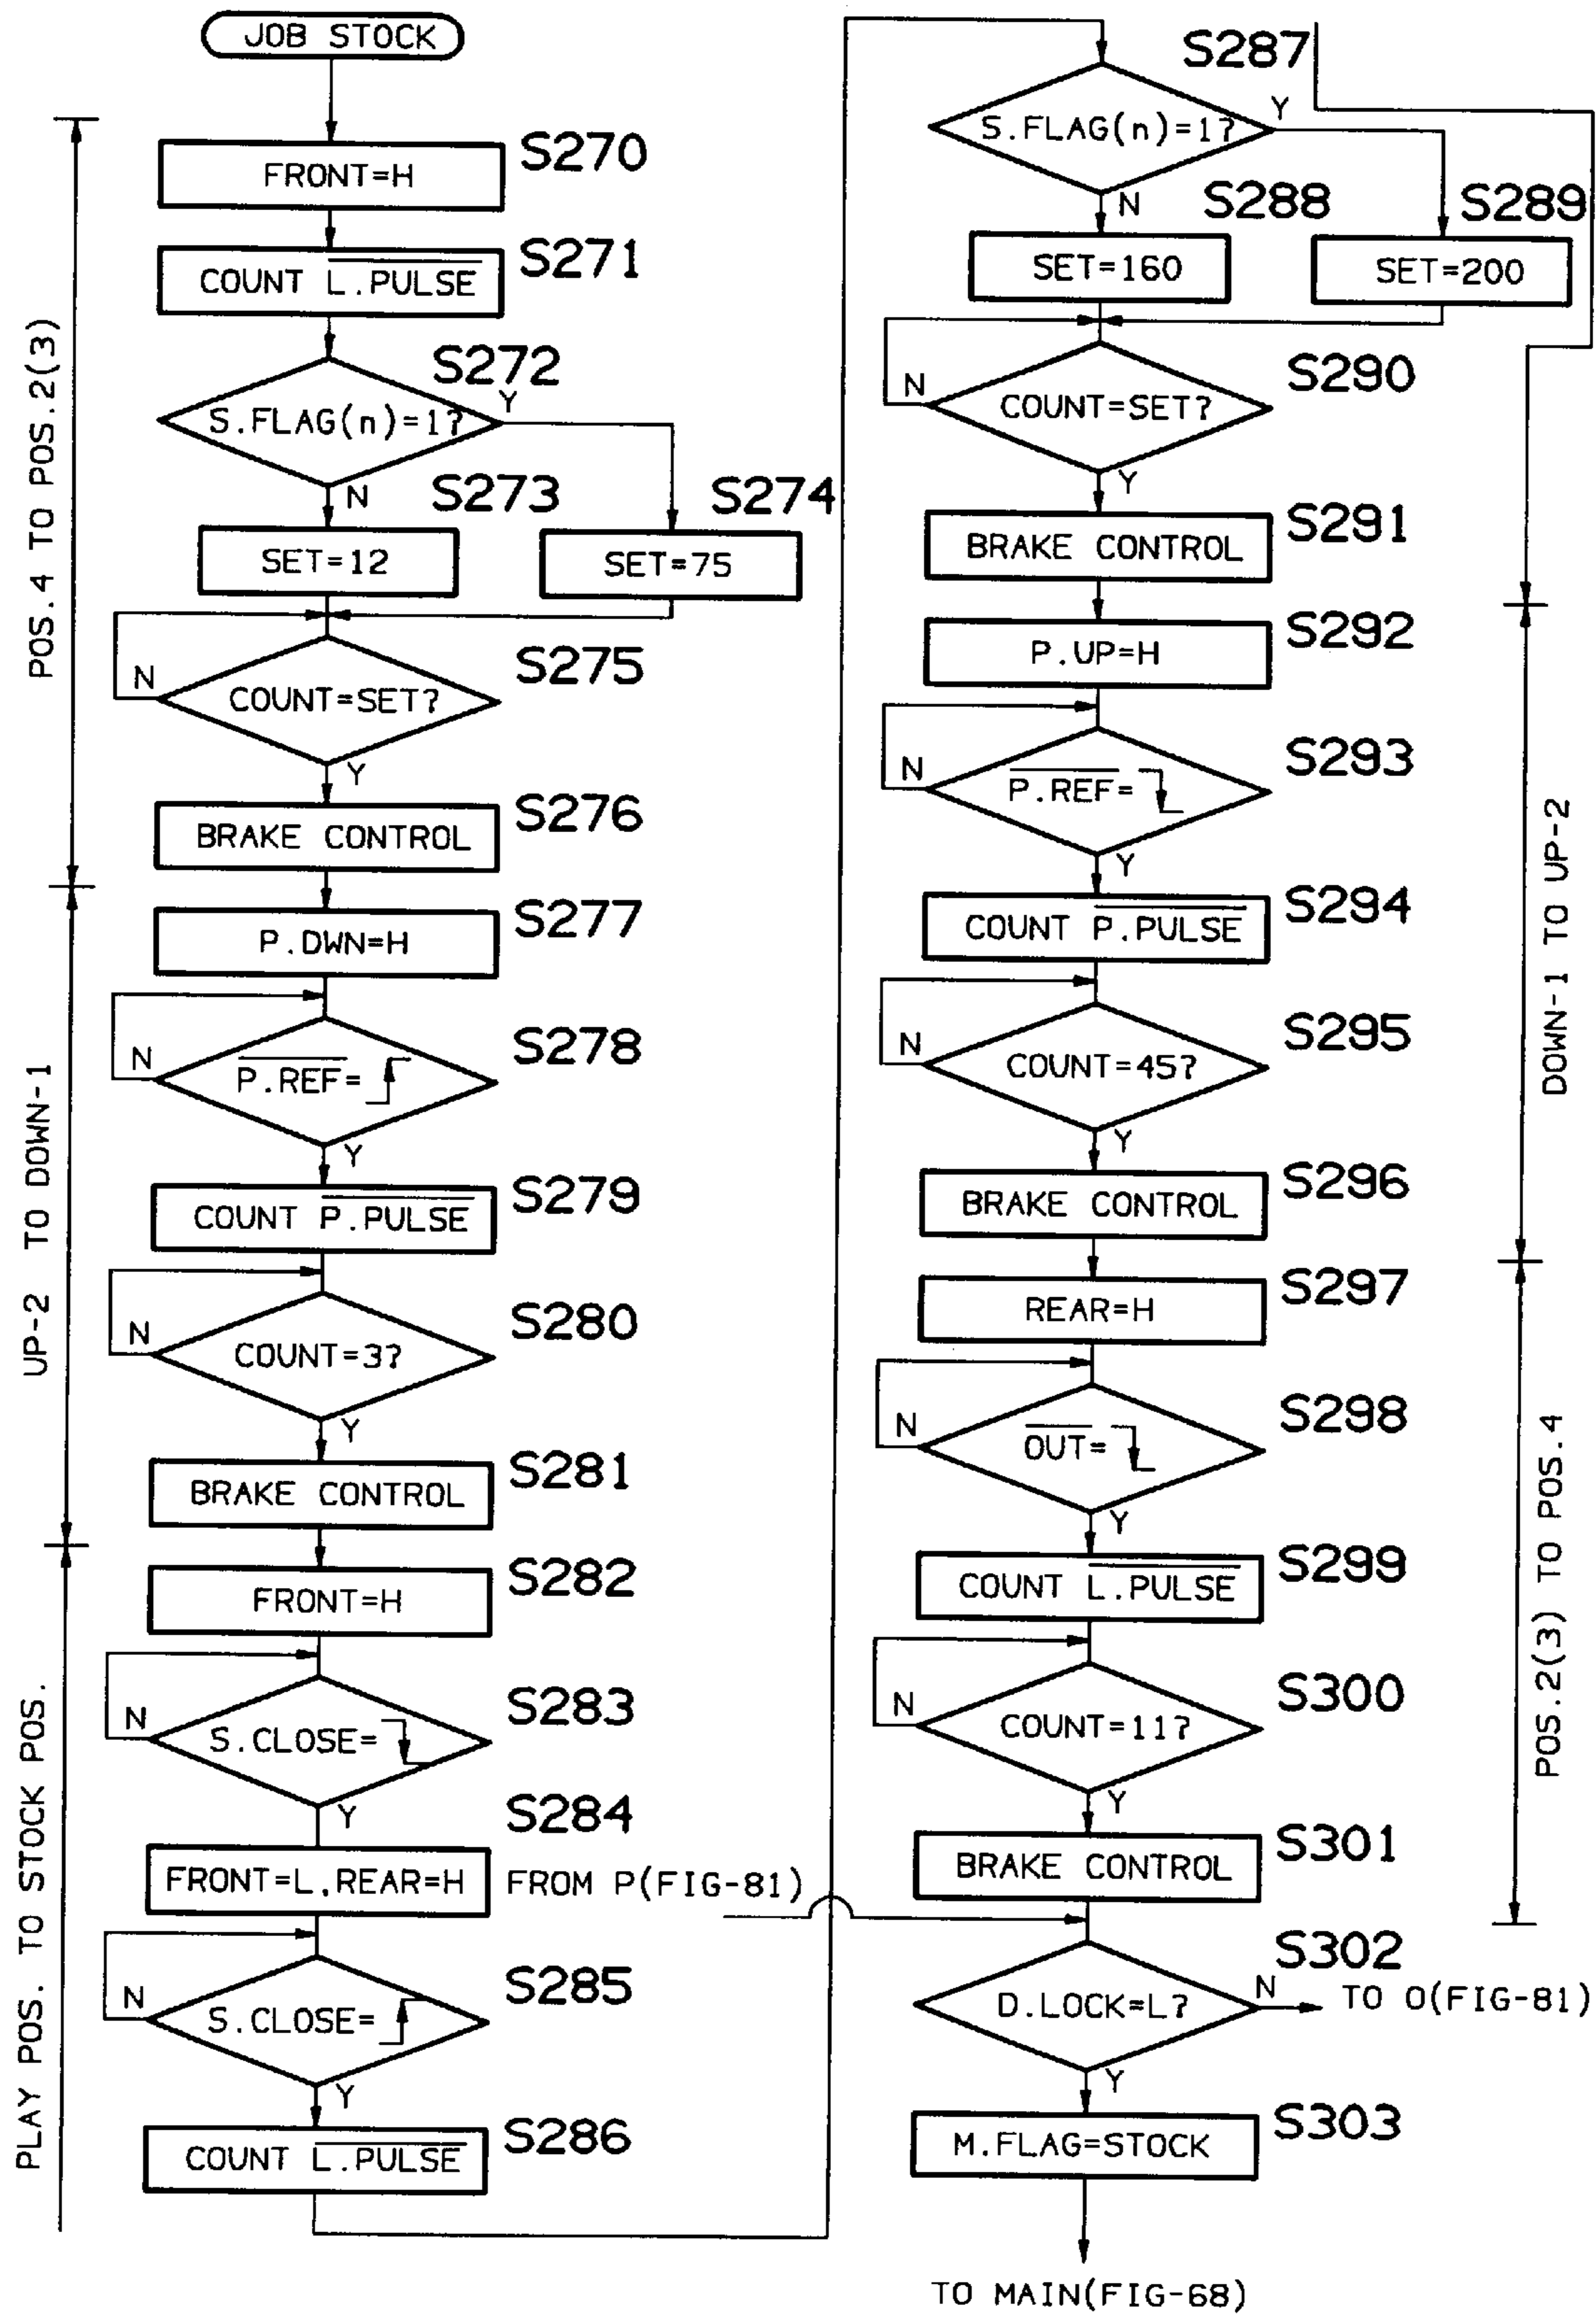 JOB STOCK
POS.4 TO POS.2(3)
FRONT=H
S270
COUNT L.PULSE
S271
S.FLAG(n)=1?
S272
Y
N
SET=12
S273
SET=75
S274
COUNT=SET?
S275
N
Y
BRAKE CONTROL
S276
UP-2 TO DOWN-1
P.DWN=H
S277
P.REF=
S278
N
Y
COUNT P.PULSE
S279
COUNT=3?
S280
N
Y
BRAKE CONTROL
S281
PLAY POS. TO STOCK POS.
FRONT=H
S282
S.CLOSE=
S283
N
Y
FRONT=L,REAR=H
S284
S.CLOSE=
S285
N
Y
COUNT L.PULSE
S286
S.FLAG(n)=1?
S287
Y
N
SET=160
S288
SET=200
S289
COUNT=SET?
S290
N
Y
BRAKE CONTROL
S291
DOWN-1 TO UP-2
P.UP=H
S292
P.REF=
S293
N
Y
COUNT P.PULSE
S294
COUNT=45?
S295
N
Y
BRAKE CONTROL
S296
POS.2(3) TO POS.4
REAR=H
S297
OUT=
S298
N
Y
COUNT L.PULSE
S299
COUNT=11?
S300
N
Y
BRAKE CONTROL
S301
FROM P(FIG-81)
D.LOCK=L?
S302
N
TO O(FIG-81)
Y
M.FLAG=STOCK
S303
TO MAIN(FIG-68)